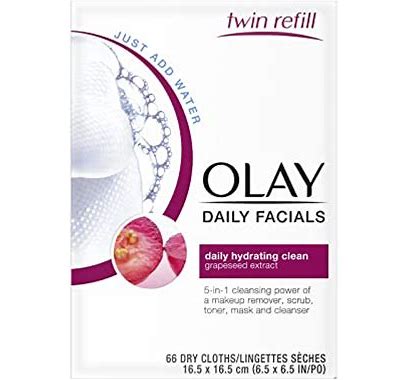 twin refill
JUST ADD WATER
OLAY
DAILY FACIALS
daily hydrating clean
grapeseed extract
5-in-1 cleansing power of
a makeup remover, scrub,
toner, mask and cleanser
66 DRY CLOTHS/LINGETTES SÈCHES
16.5 x 16.5 cm (6.5 x 6.5 IN/PO)